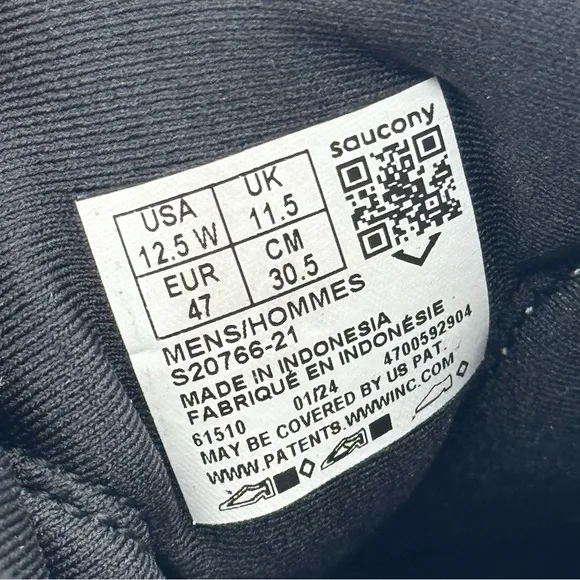 saucony
USA
12.5 W
UK
11.5
EUR
47
CM
30.5
MENS/HOMMES
S20766-21
MADE IN INDONESIA
FABRIQUÉ EN INDONÉSIE
61510 01/24 4700592904
MAY BE COVERED BY US PAT.
WWW.PATENTS.WWWINC.COM